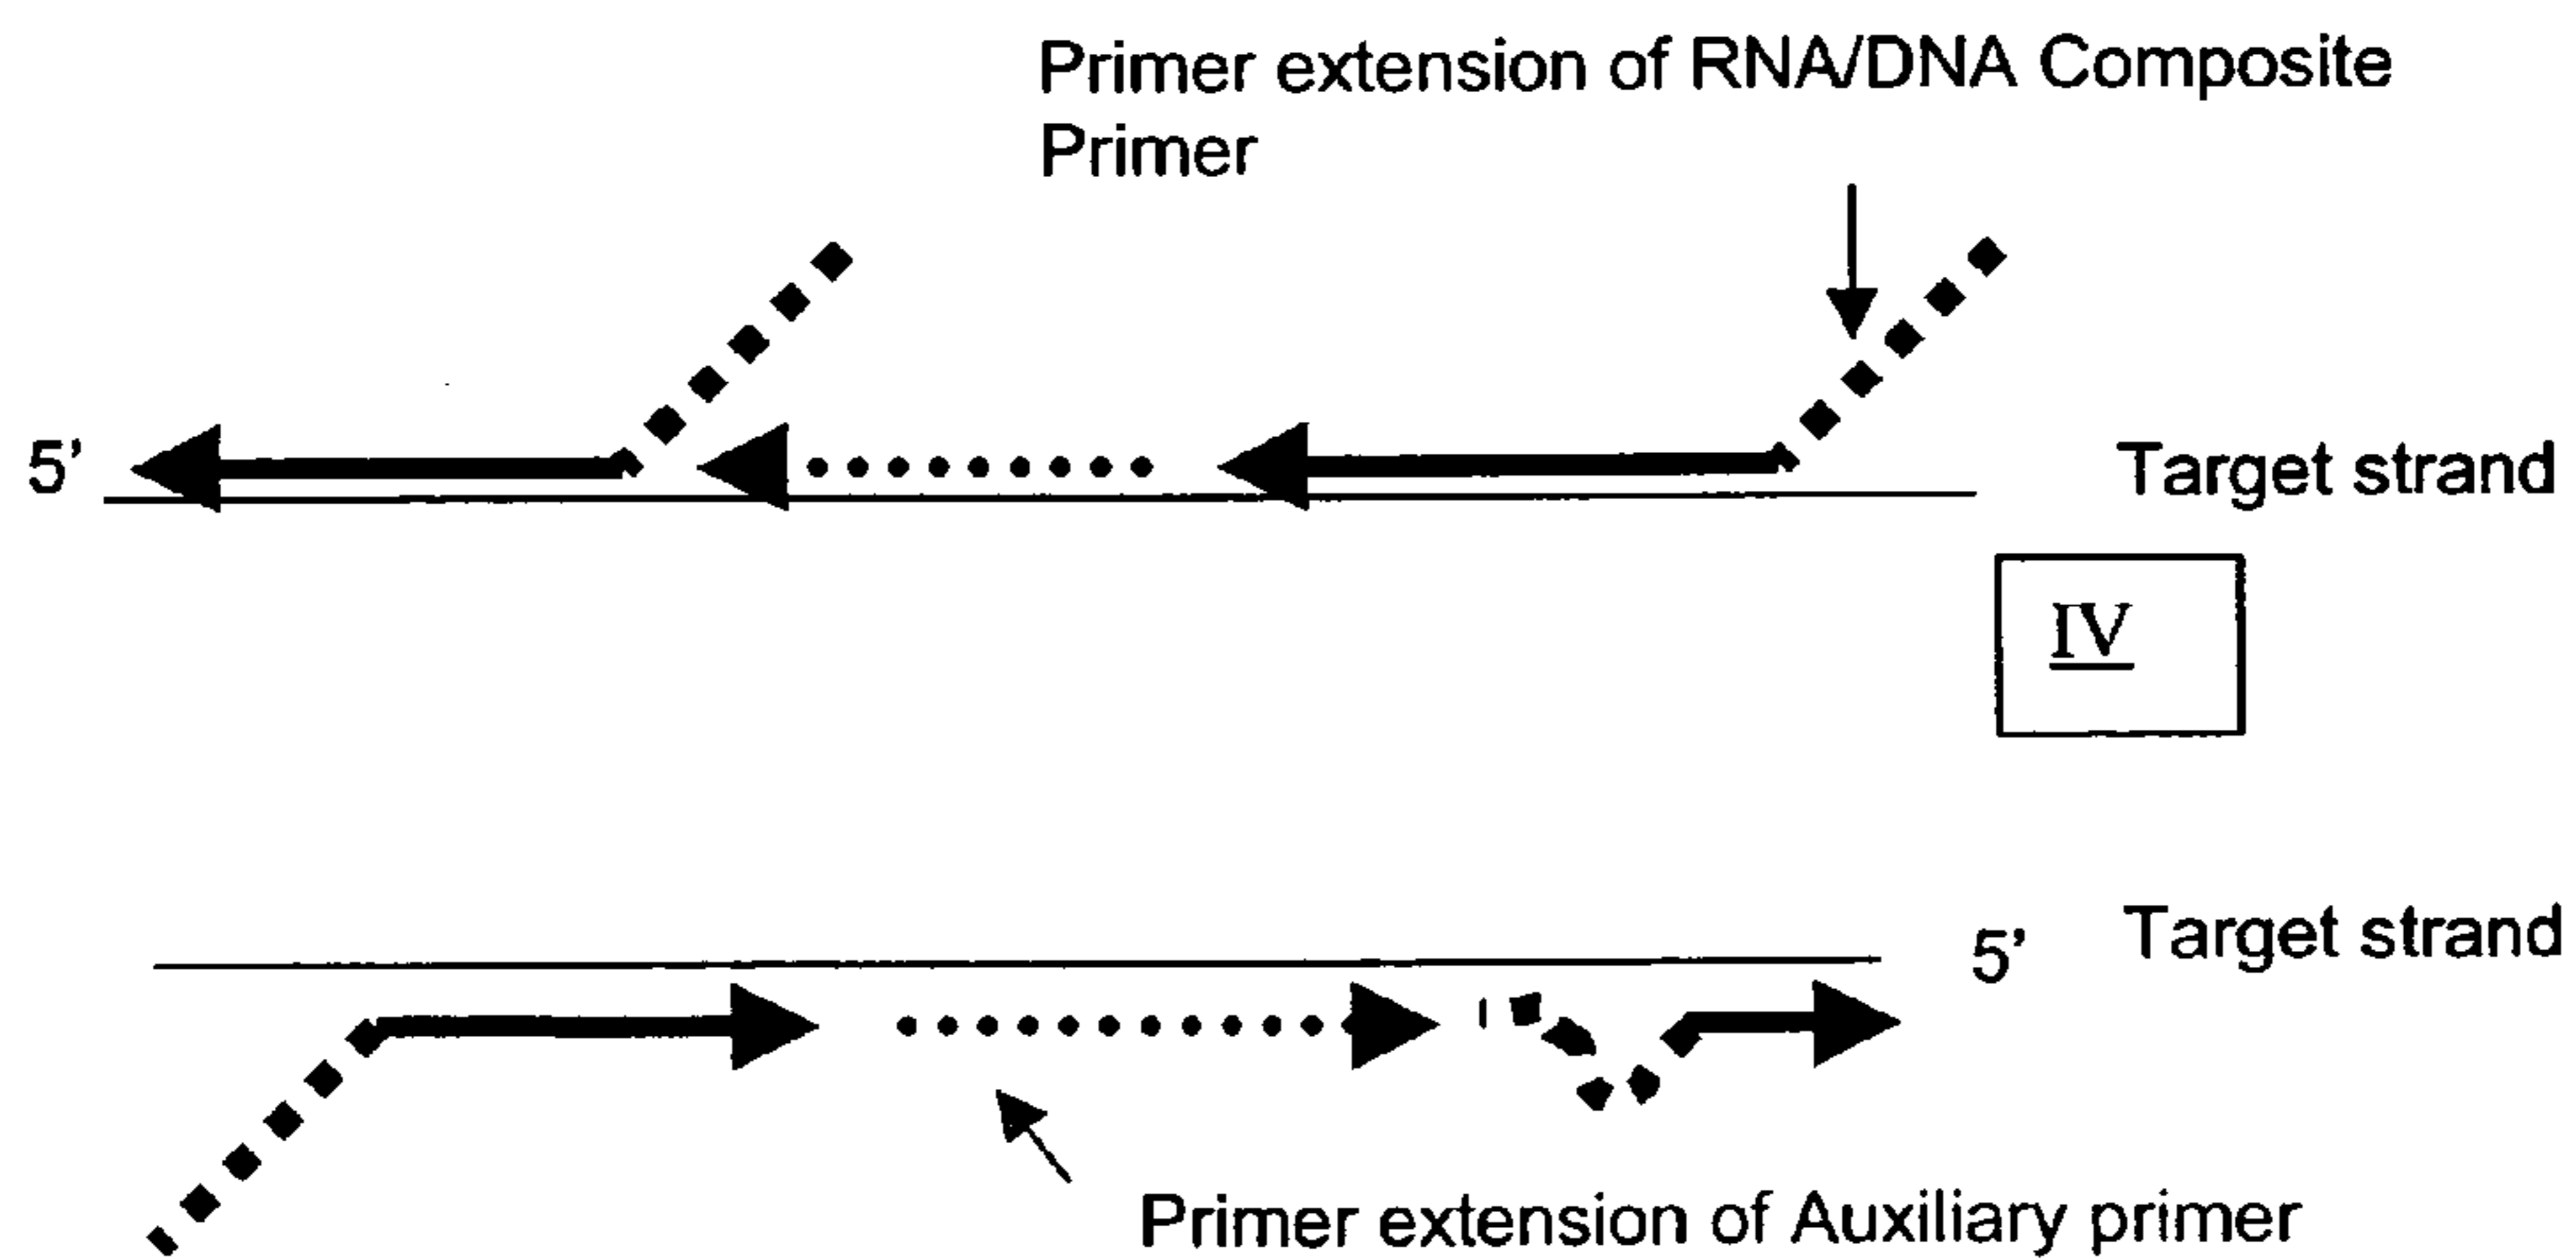 Primer extension of RNA/DNA Composite
Primer
5’
Target strand
IV
5’
Target strand
Primer extension of Auxiliary primer